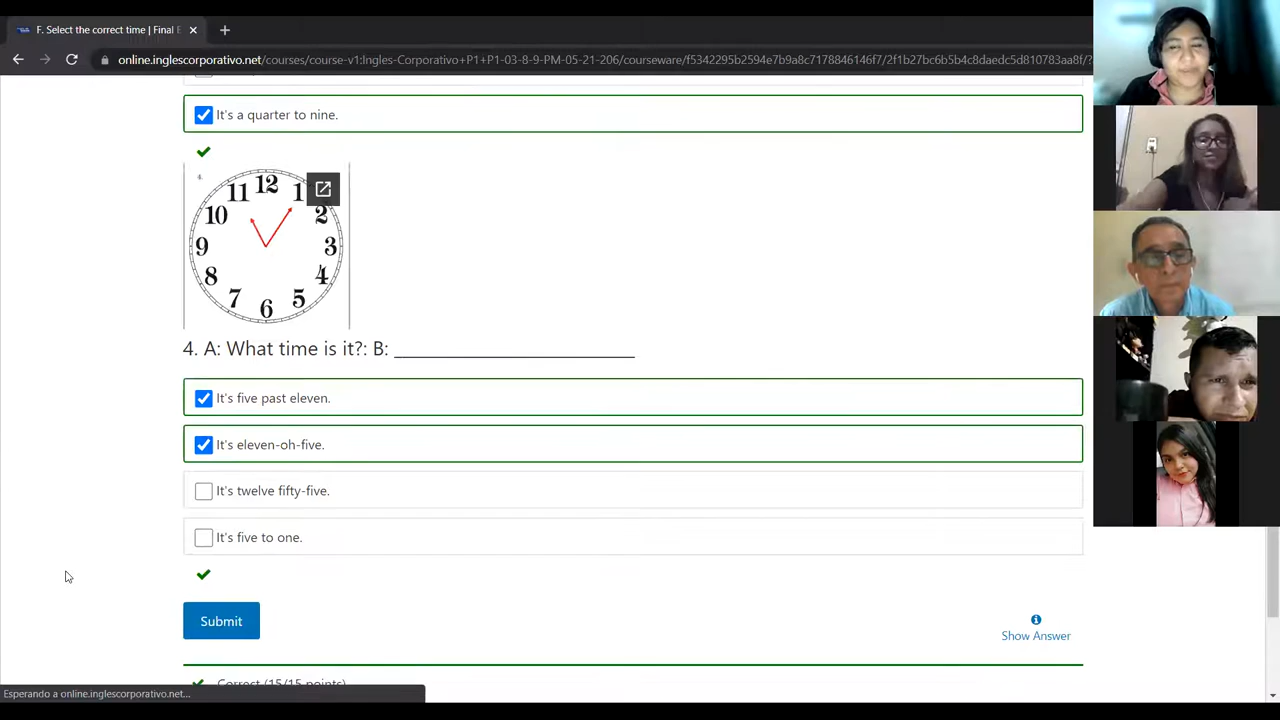 F. Select the correct time | Final E
online.inglescorporativo.net/courses/course-v1:Ingles-Corporativo+P1+P1-03-8-9-PM-05-21-206/courseware/f5342295b2594e7b9a8c7178846146f7/2f1b27bc6b5b4c8daedc5d810783aa8f/?
It's a quarter to nine.
4.
11 12 1
10 2
9 3
8 4
7 6 5
4. A: What time is it?: B: ______________________
It's five past eleven.
It's eleven-oh-five.
It's twelve fifty-five.
It's five to one.
Submit
Show Answer
Correct (15/15 points)
Esperando a online.inglescorporativo.net...